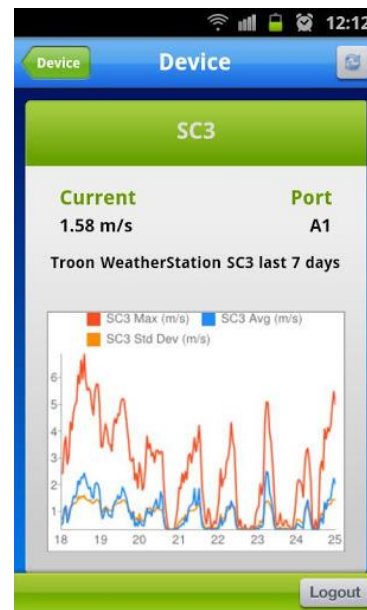 12:12
Device
Device
SC3
Current Port
1.58 m/s A1
Troon WeatherStation SC3 last 7 days
SC3 Max (m/s) SC3 Avg (m/s)
SC3 Std Dev (m/s)
6
5
4
3
2
1
18 19 20 21 22 23 24 25
Logout